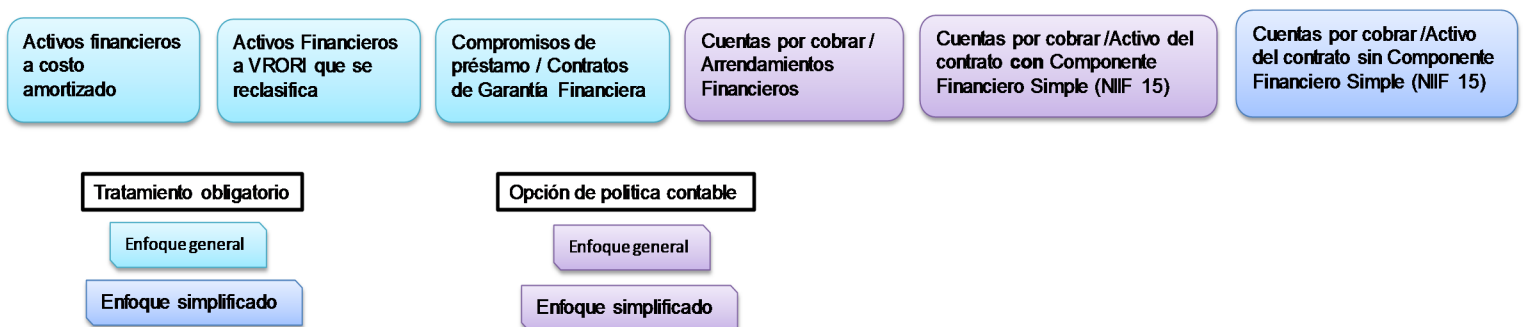 Activos financieros
a costo
amortizado
Activos Financieros
a VRORI que se
reclasifica
Compromisos de
préstamo / Contratos
de Garantía Financiera
Cuentas por cobrar /
Arrendamientos
Financieros
Cuentas por cobrar /Activo del
contrato con Componente
Financiero Simple (NIIF 15)
Cuentas por cobrar /Activo
del contrato sin Componente
Financiero Simple (NIIF 15)
Tratamiento obligatorio
Enfoque general
Enfoque simplificado
Opción de politica contable
Enfoque general
Enfoque simplificado